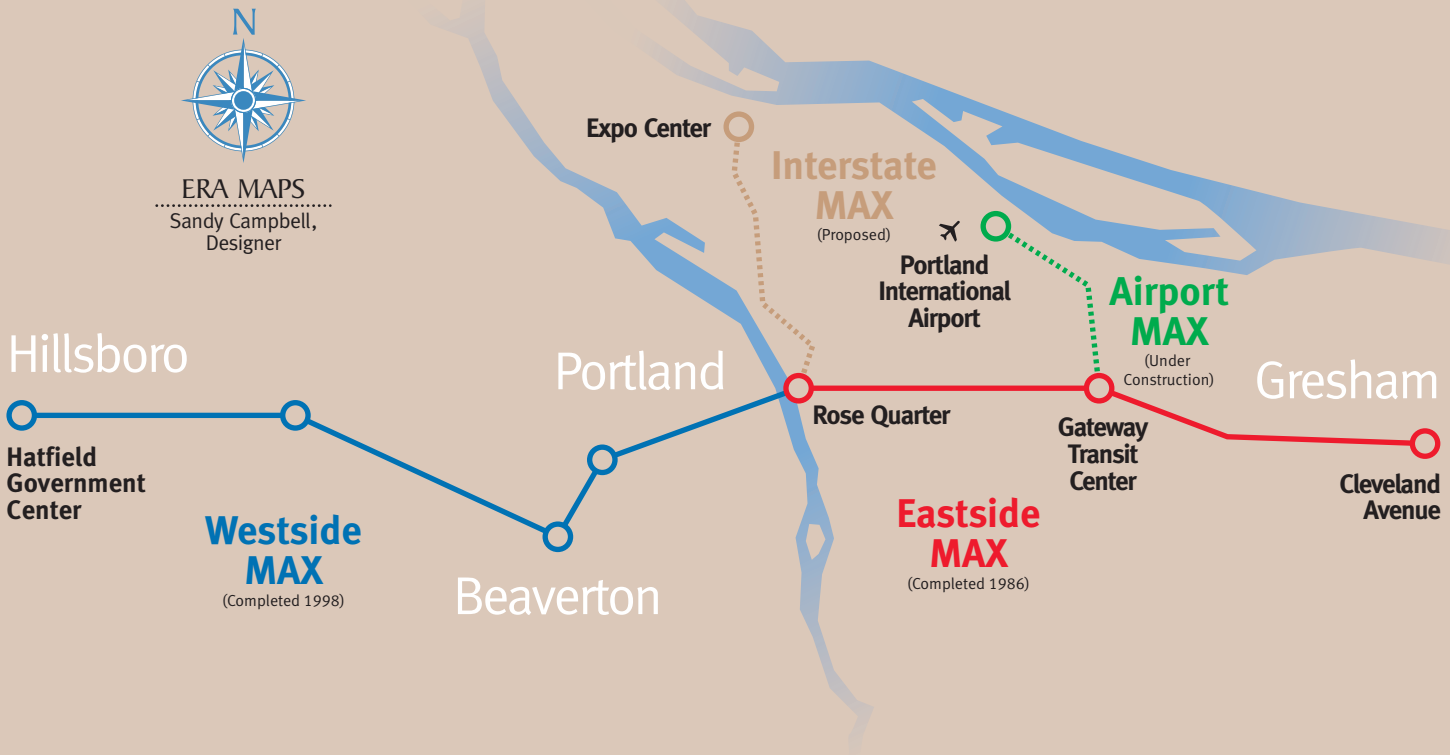 N
ERA MAPS
Sandy Campbell,
Designer
Expo Center
Interstate
MAX
(Proposed)
Portland
International
Airport
Airport
MAX
(Under
Construction)
Hillsboro
Portland
Gresham
Hatfield
Government
Center
Rose Quarter
Gateway
Transit
Center
Cleveland
Avenue
Westside
MAX
(Completed 1998)
Beaverton
Eastside
MAX
(Completed 1986)